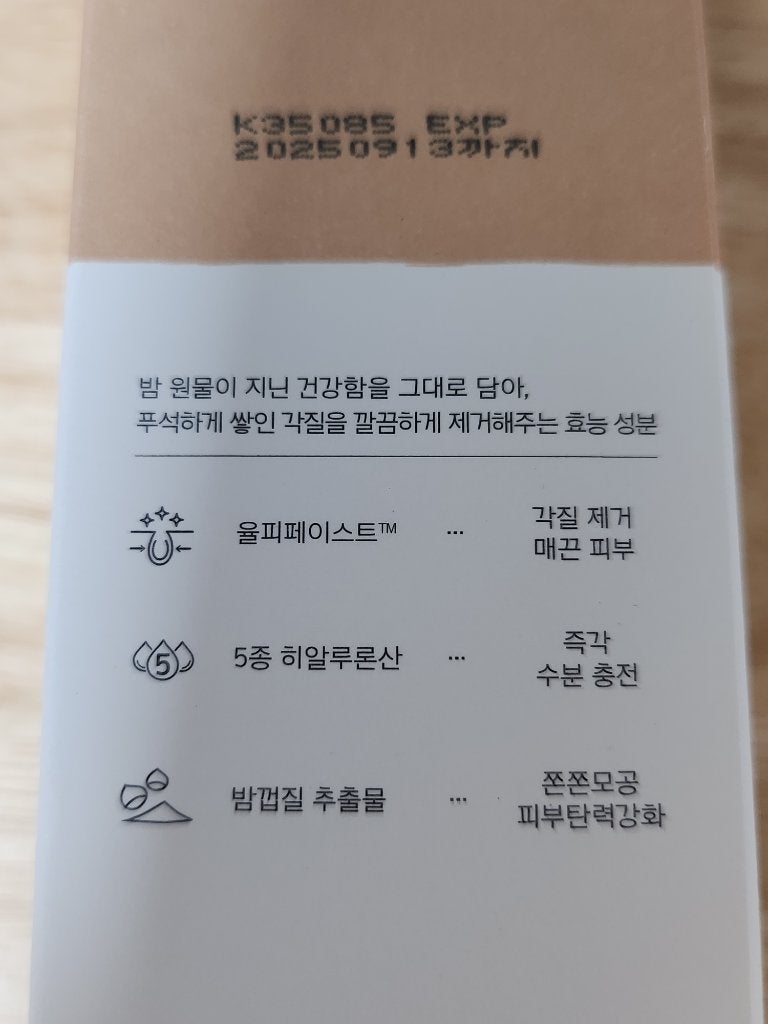 K35085 EXP
20250913까지
밤 원물이 지닌 건강함을 그대로 담아,
푸석하게 쌓인 각질을 깔끔하게 제거해주는 효능 성분
율피페이스트™ ··· 각질 제거
매끈 피부
5
5종 히알루론산 ··· 즉각
수분 충전
밤껍질 추출물 ··· 쫀쫀모공
피부탄력강화